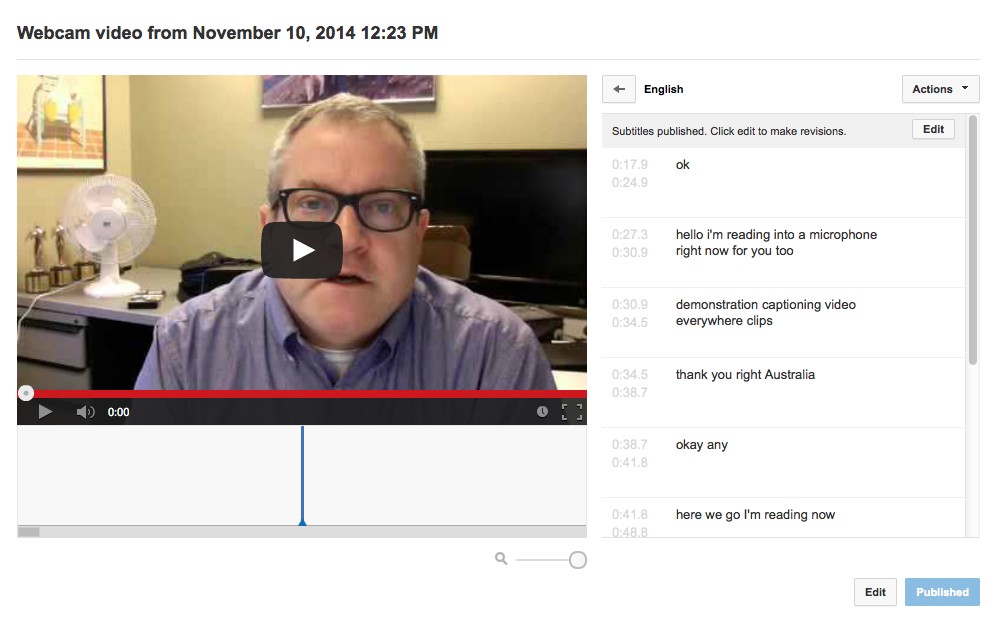 Webcam video from November 10, 2014 12:23 PM
English
Actions
Subtitles published. Click edit to make revisions.
Edit
0:17.9
ok
0:24.9
0:27.3
hello i'm reading into a microphone
0:30.9
right now for you too
0:30.9
demonstration captioning video
0:34.5
everywhere clips
0:34.5
thank you right Australia
0:38.7
0:38.7
okay any
0:41.8
0:41.8
here we go I'm reading now
0:48.8
0:00
Edit
Published